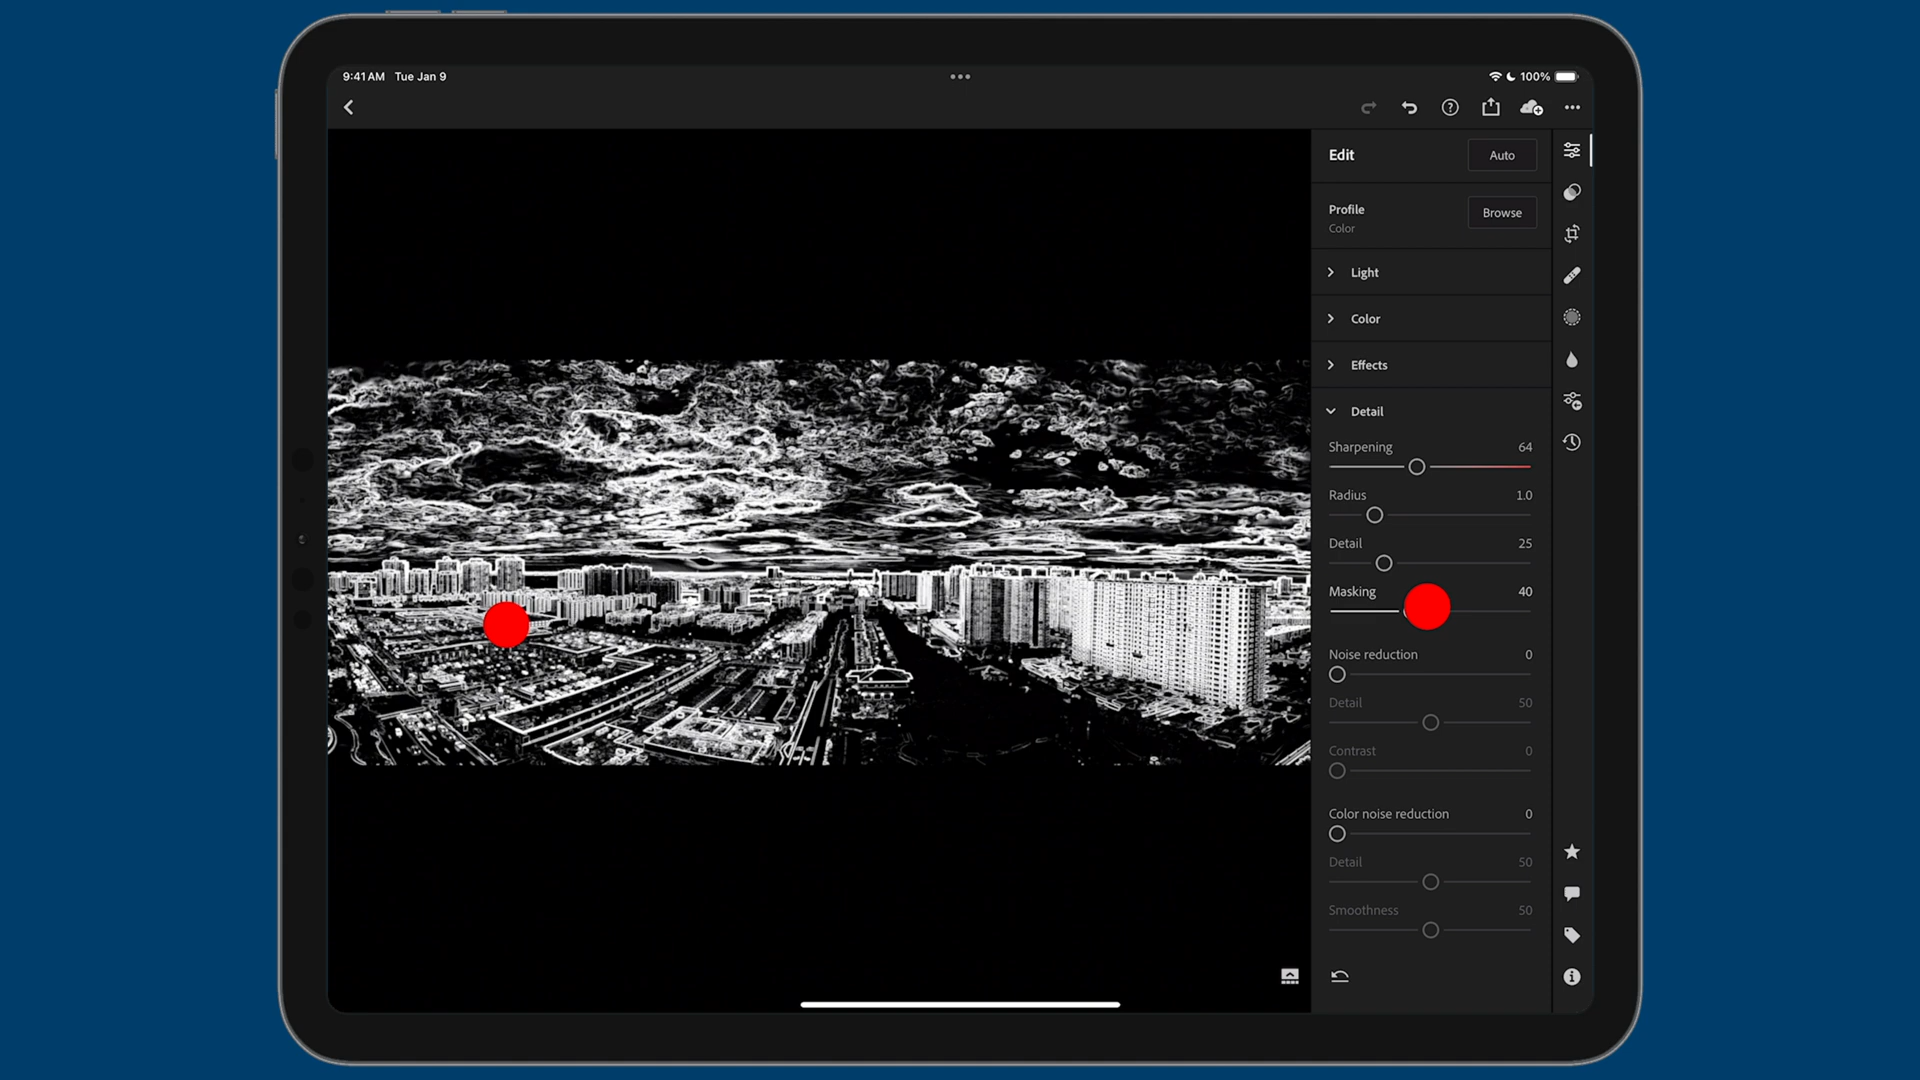 9:41 AM Tue Jan 9
100%
Edit
Auto
Profile
Color
Browse
Light
Color
Effects
Detail
Sharpening 64
Radius 1.0
Detail 25
Masking 40
Noise reduction 0
Detail 50
Contrast 0
Color noise reduction 0
Detail 50
Smoothness 50